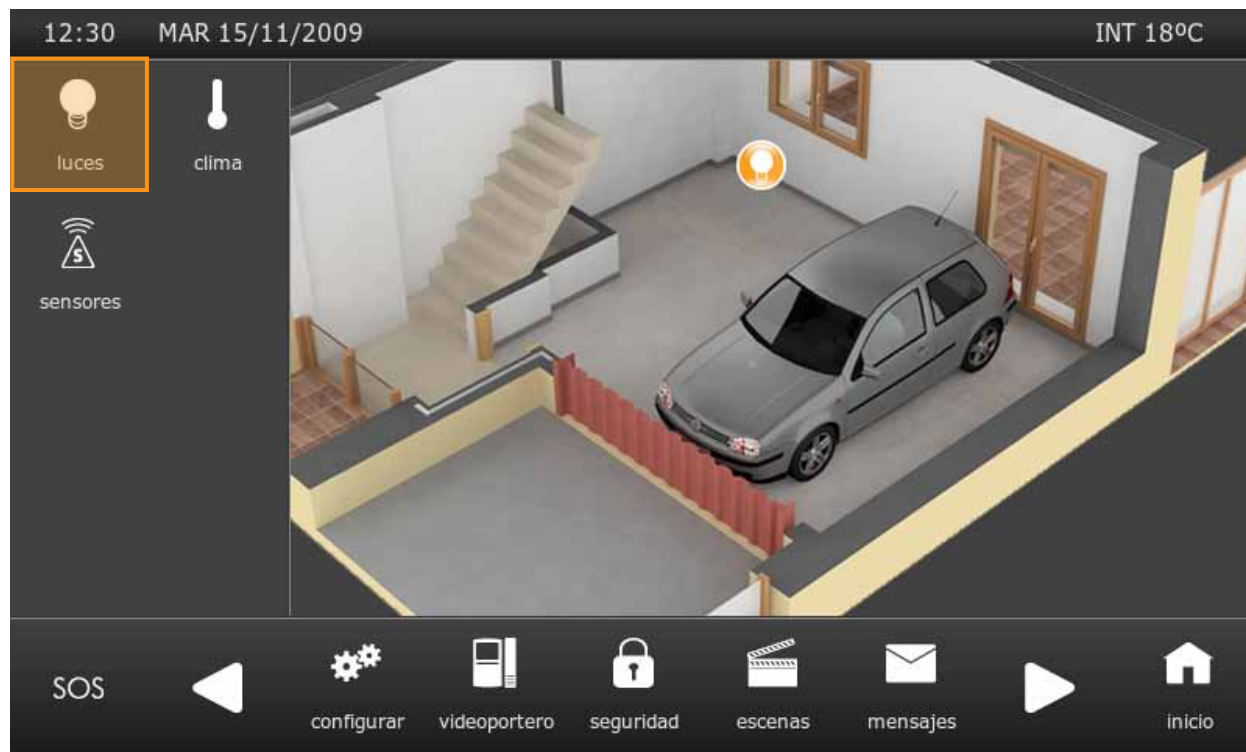 12:30 MAR 15/11/2009 INT 18ºC
luces clima
S
sensores
SOS
configurar videoportero seguridad escenas mensajes inicio